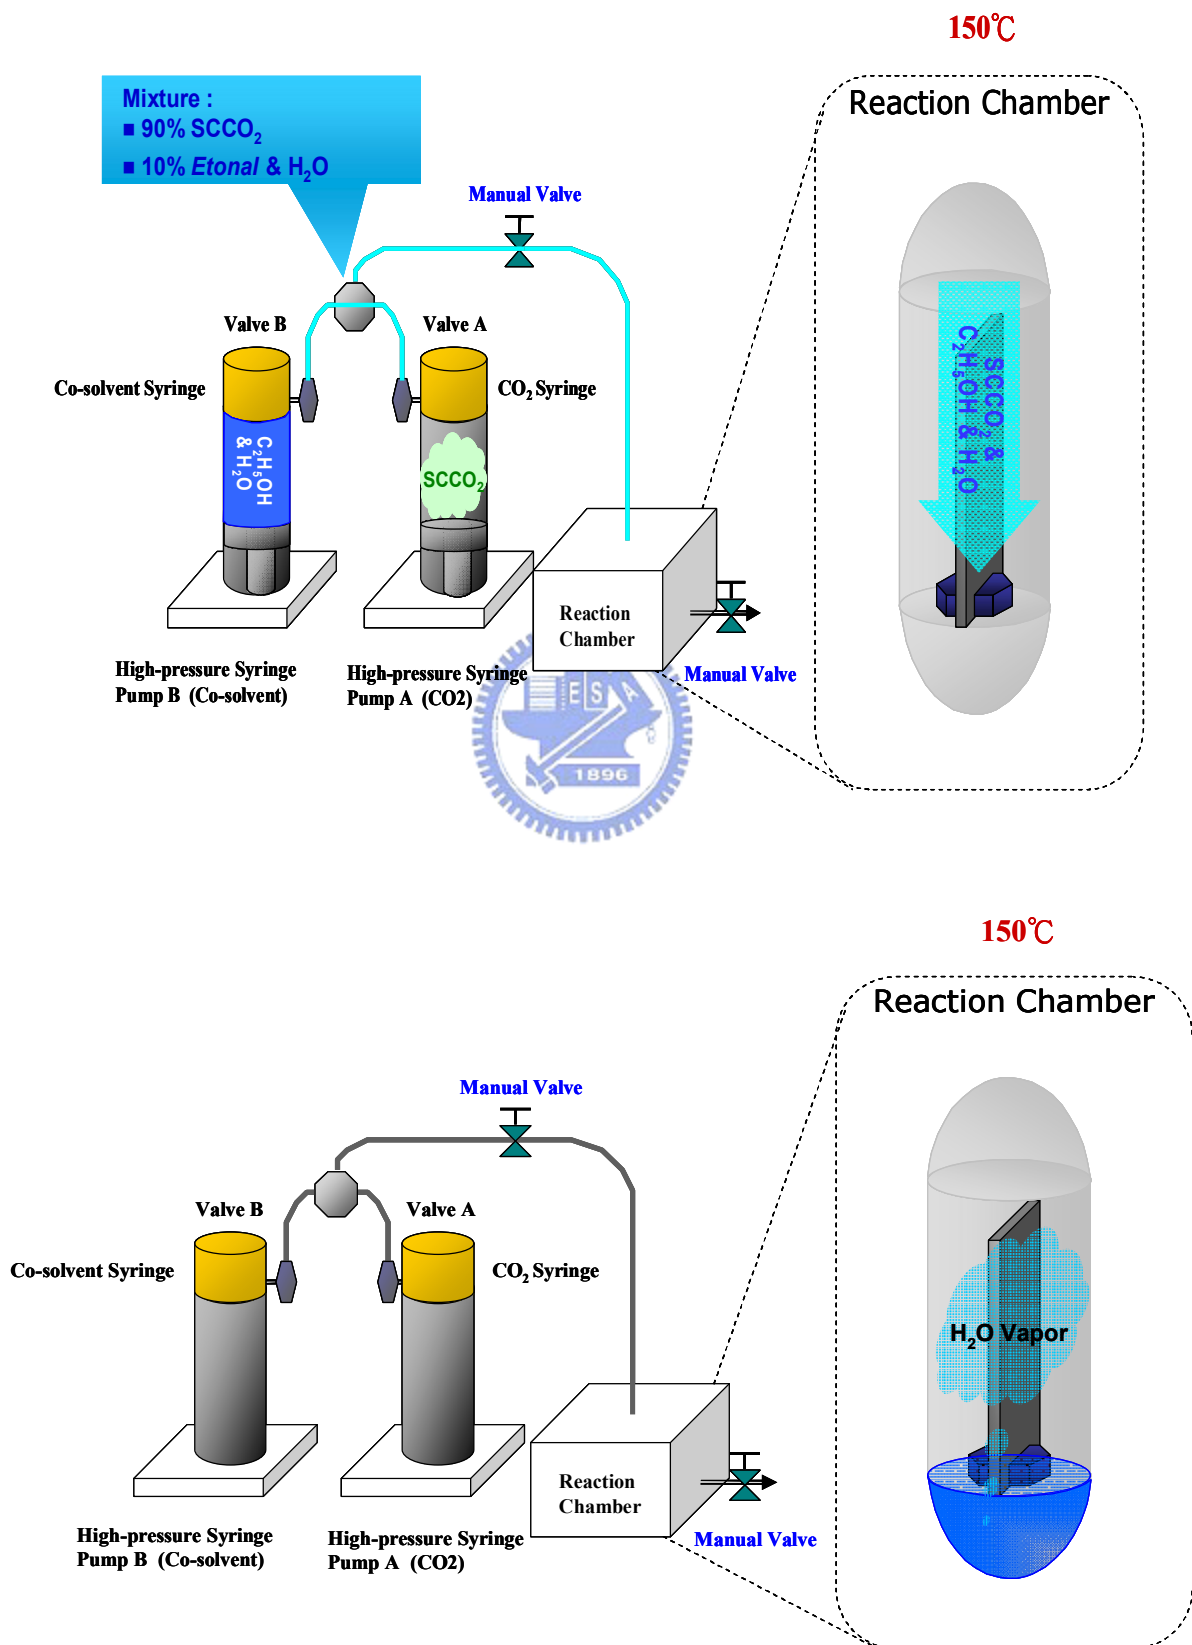 150℃
Reaction Chamber
Mixture :
■ 90% SCCO2
■ 10% Etonal & H2O
Manual Valve
Valve B
Valve A
Co-solvent Syringe
CO2 Syringe
C2H5OH
& H2O
SCCO2
SCCO2 &
C2H5OH & H2O
Reaction
Chamber
High-pressure Syringe
Pump B (Co-solvent)
High-pressure Syringe
Pump A (CO2)
Manual Valve
ESA
1896
150℃
Reaction Chamber
Manual Valve
Valve B
Valve A
Co-solvent Syringe
CO2 Syringe
H2O Vapor
Reaction
Chamber
High-pressure Syringe
Pump B (Co-solvent)
High-pressure Syringe
Pump A (CO2)
Manual Valve